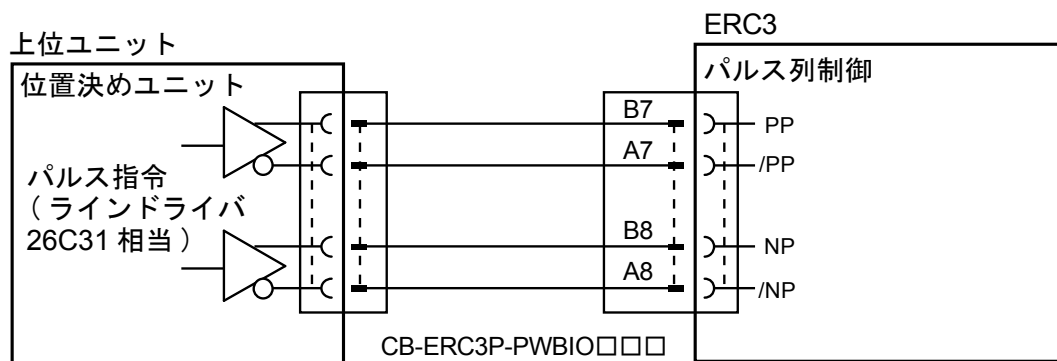 ERC3
上位ユニット
位置決めユニット
パルス列制御
B7
PP
A7
/PP
パルス指令
( ラインドライバ
26C31 相当 )
B8
NP
A8
/NP
CB-ERC3P-PWBIO□□□